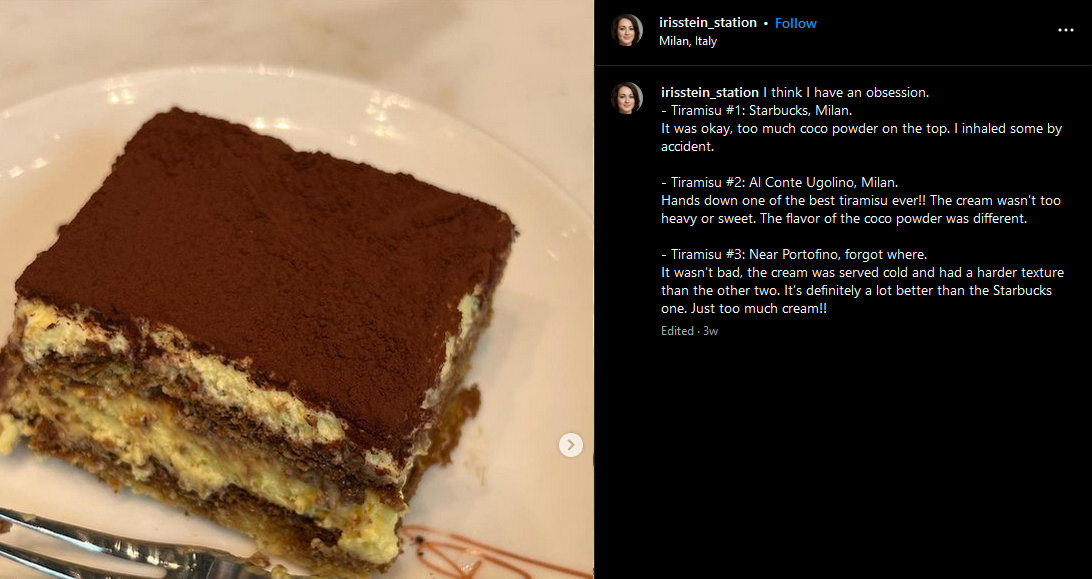 irisstein_station • Follow
Milan, Italy
irisstein_station I think I have an obsession.
- Tiramisu #1: Starbucks, Milan.
It was okay, too much coco powder on the top. I inhaled some by
accident.
- Tiramisu #2: Al Conte Ugolino, Milan.
Hands down one of the best tiramisu ever!! The cream wasn't too
heavy or sweet. The flavor of the coco powder was different.
- Tiramisu #3: Near Portofino, forgot where.
It wasn't bad, the cream was served cold and had a harder texture
than the other two. It's definitely a lot better than the Starbucks
one. Just too much cream!!
Edited · 3w